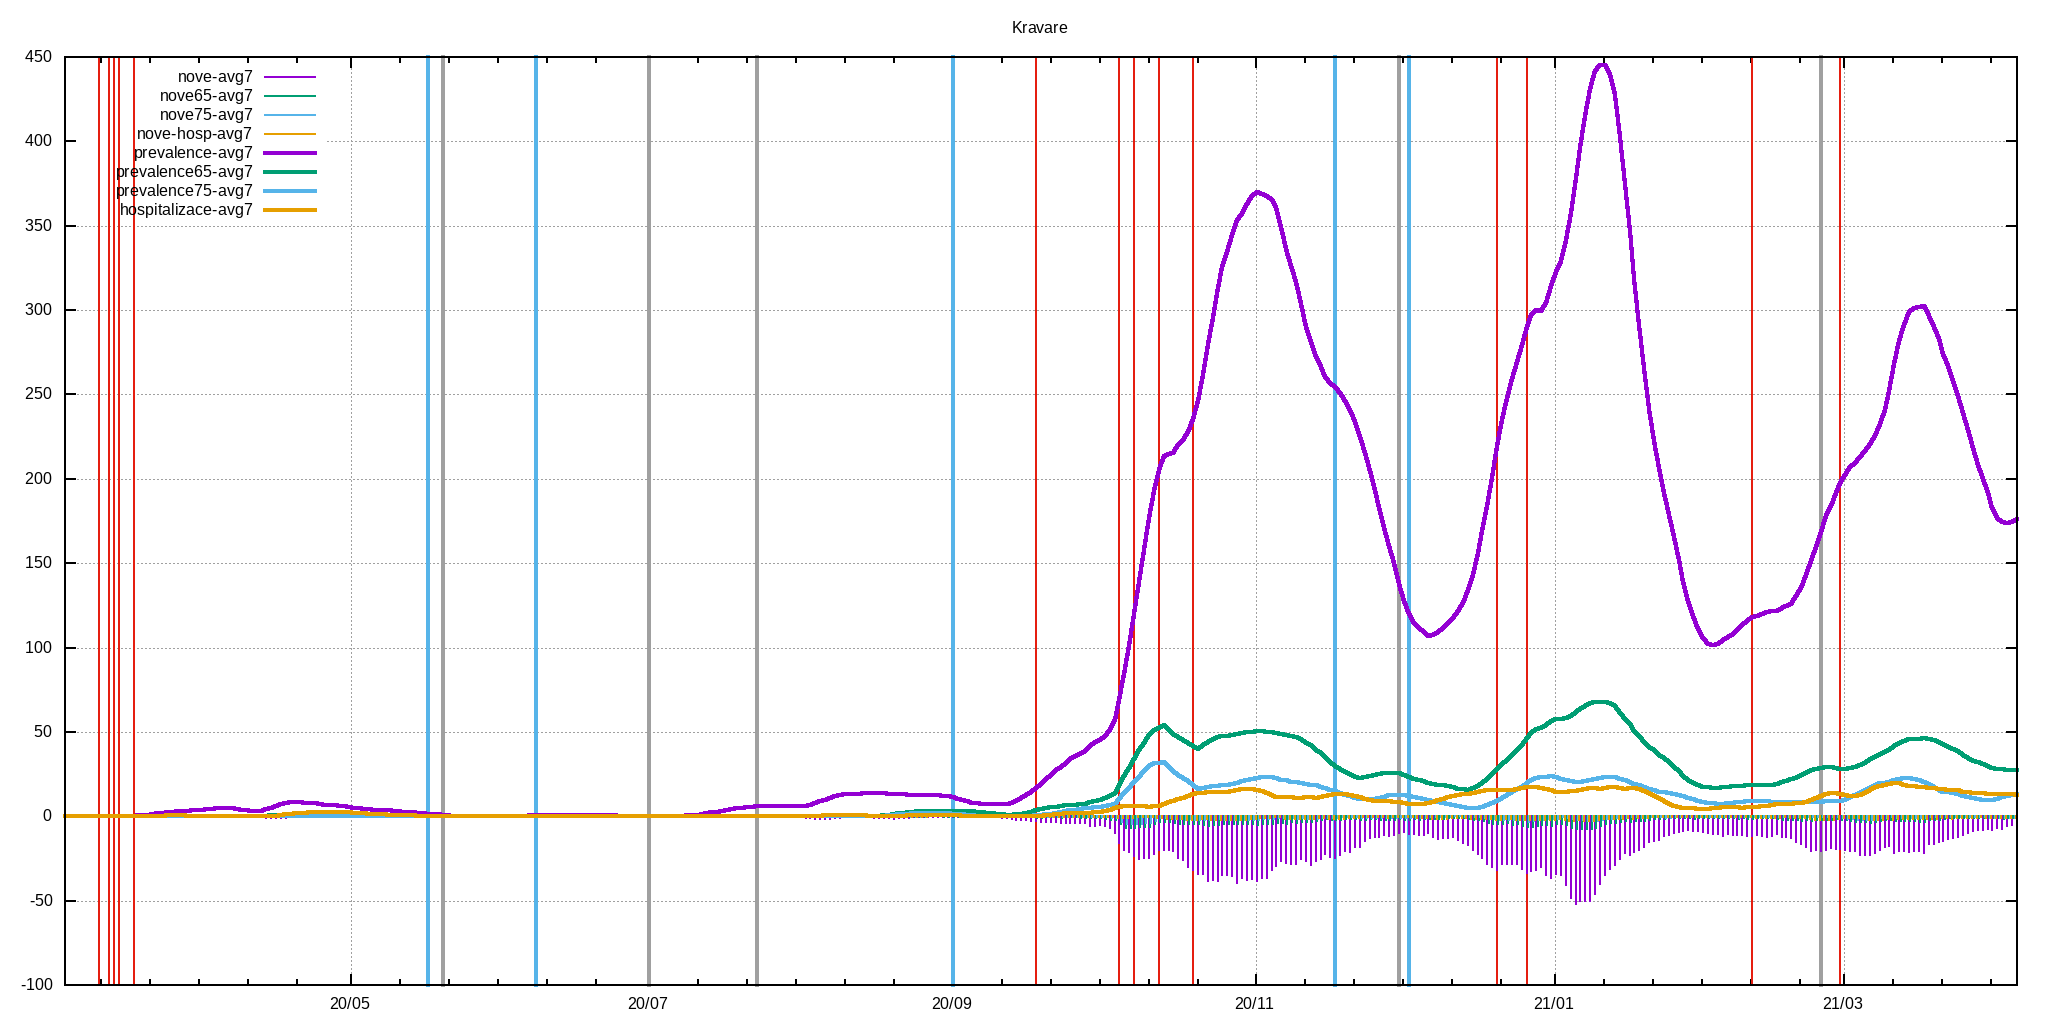 Kravare
450
400
350
300
250
200
150
100
50
0
-50
-100
nove-avg7
nove65-avg7
nove75-avg7
nove-hosp-avg7
prevalence-avg7
prevalence65-avg7
prevalence75-avg7
hospitalizace-avg7
20/05 20/07 20/09 20/11 21/01 21/03